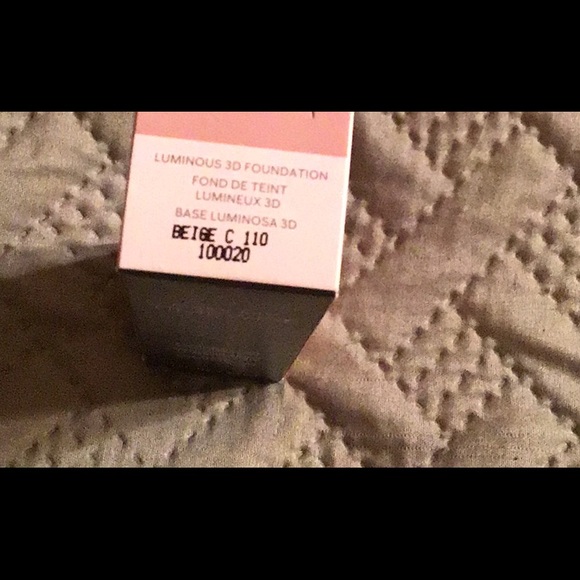 LUMINOUS 3D FOUNDATION
FOND DE TEINT
LUMINEUX 3D
BASE LUMINOSA 3D
BEIGE C 110
100020